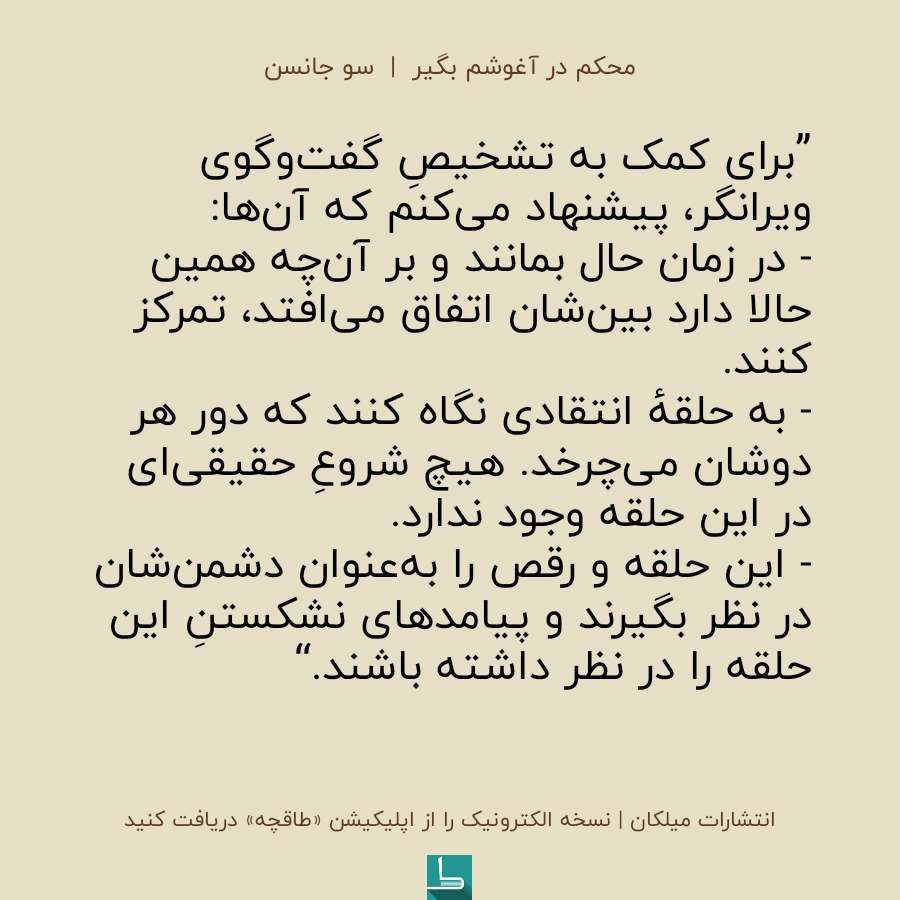 محکم در آغوشم بگیر | سو جانسن
”برای کمک به تشخیصِ گفت‌وگوی
ویرانگر، پیشنهاد می‌کنم که آن‌ها:
- در زمان حال بمانند و بر آن‌چه همین
حالا دارد بین‌شان اتفاق می‌افتد، تمرکز
کنند.
- به حلقهٔ انتقادی نگاه کنند که دور هر
دوشان می‌چرخد. هیچ شروعِ حقیقی‌ای
در این حلقه وجود ندارد.
- این حلقه و رقص را به‌عنوان دشمن‌شان
در نظر بگیرند و پیامدهای نشکستنِ این
حلقه را در نظر داشته باشند.“
انتشارات میلکان | نسخه الکترونیک را از اپلیکیشن «طاقچه» دریافت کنید